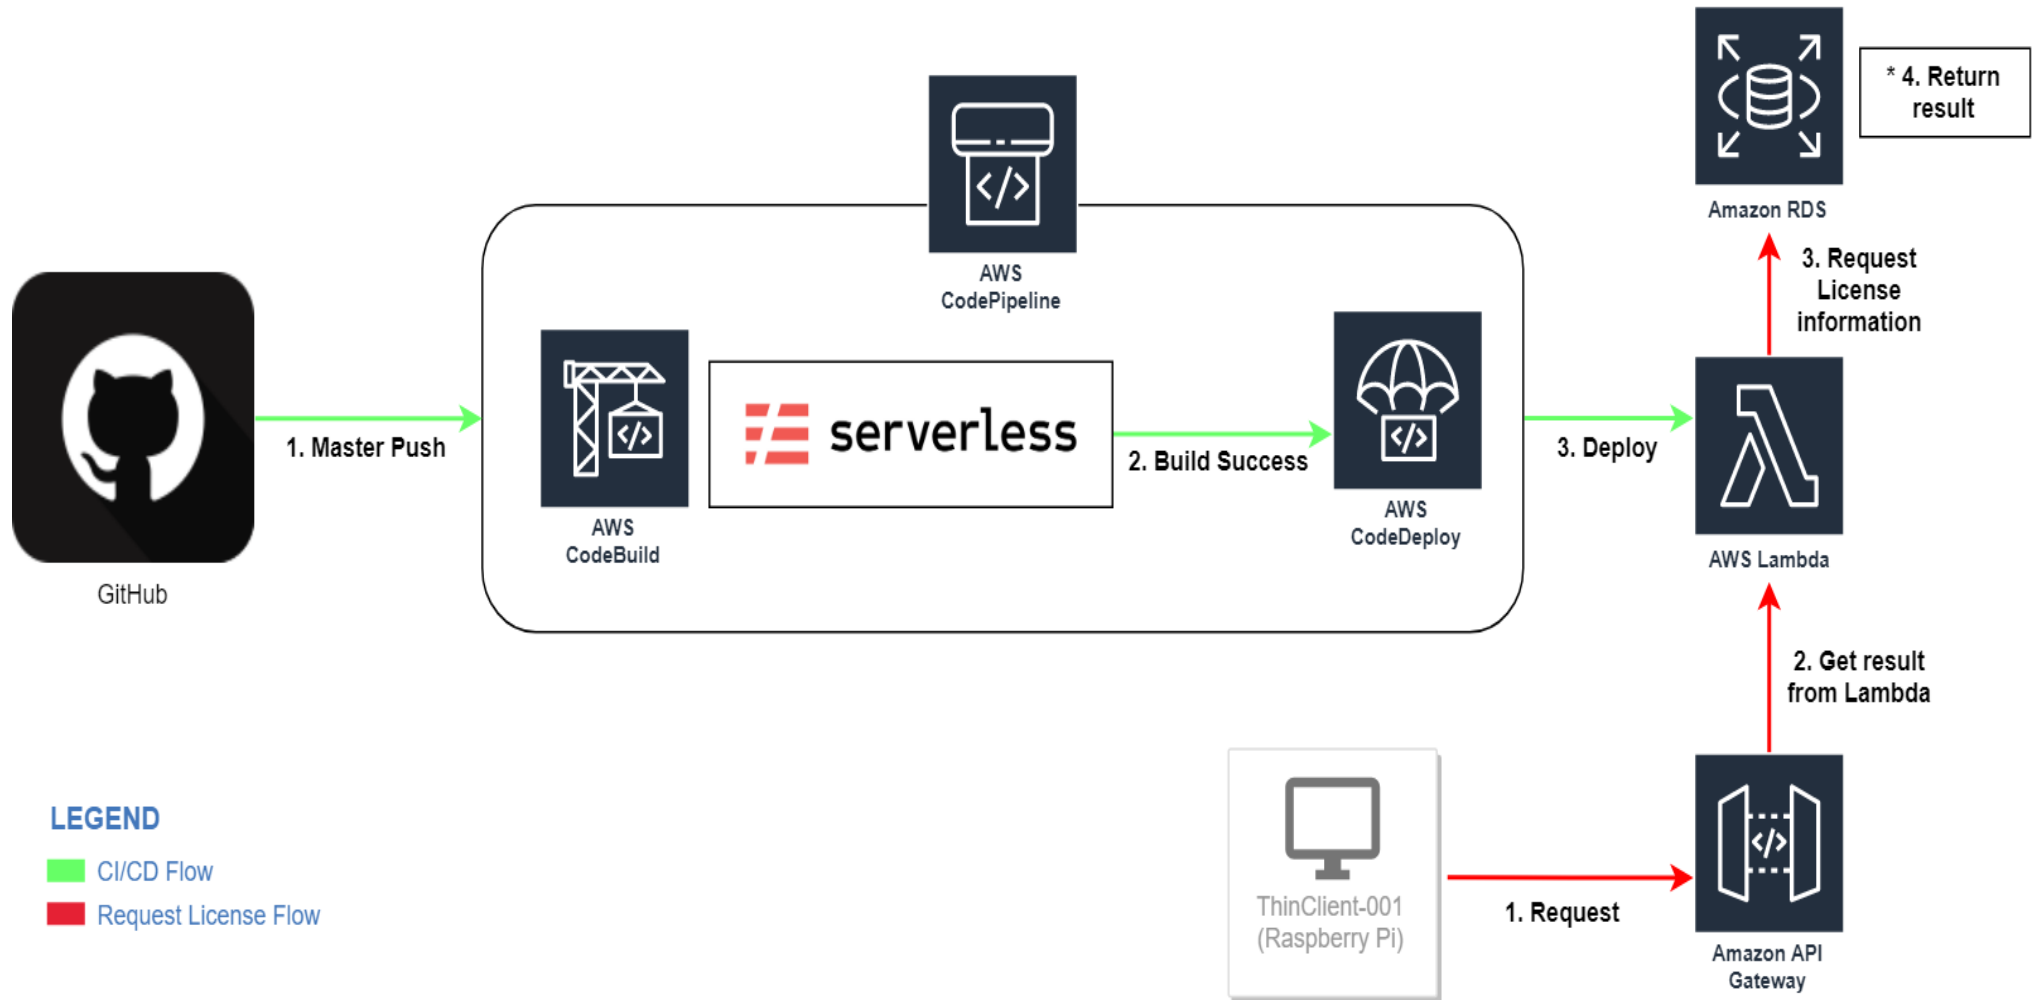 * 4. Return
result
Amazon RDS
3. Request
License
information
AWS
CodePipeline
1. Master Push
GitHub
AWS
CodeBuild
serverless
2. Build Success
AWS
CodeDeploy
3. Deploy
AWS Lambda
2. Get result
from Lambda
LEGEND
CI/CD Flow
Request License Flow
ThinClient-001
(Raspberry Pi)
1. Request
Amazon API
Gateway